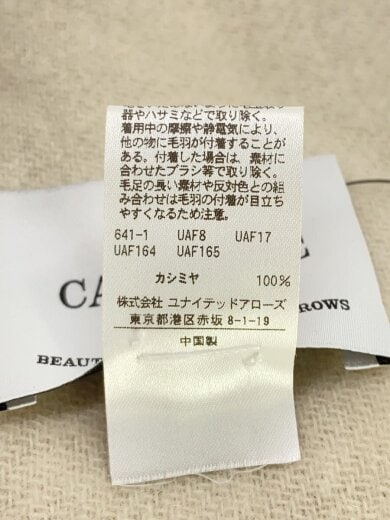 器やハサミなどで取り除く。
着用中の摩擦や静電気により、
他の物に毛羽が付着することが
ある。付着した場合は、素材に
合わせたブラシ等で取り除く。
毛足の長い素材や反対色との組
み合わせは毛羽の付着が目立ち
やすくなるため注意。
641-1 UAF8 UAF17
UAF164 UAF165
カシミヤ 100%
株式会社 ユナイテッドアローズ
東京都港区赤坂 8-1-19
中国製
CA
E
BEAUT
ROWS